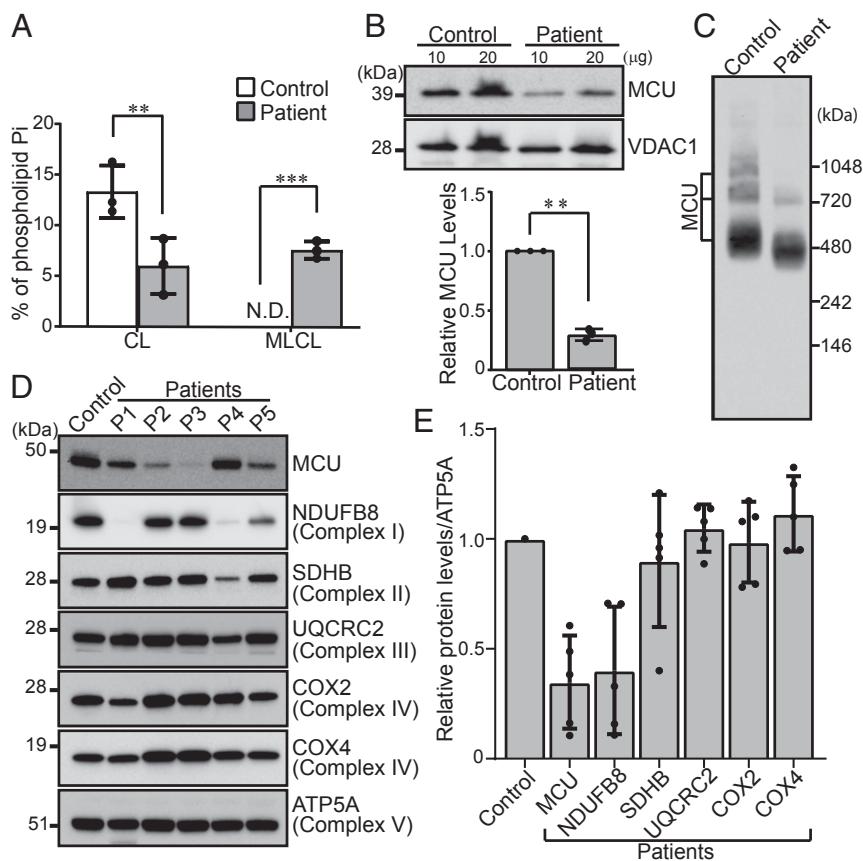 A
Control
Patient
**
***
% of phospholipid Pi
20
15
10
5
0
N.D.
CL
MLCL
B
Control Patient
10 20 10 20 (µg)
(kDa)
39 MCU
28 VDAC1
Relative MCU Levels
1.5
1.0
0.5
0
**
Control Patient
C
Control Patient
(kDa)
MCU
1048
720
480
242
146
D
Patients
Control P1 P2 P3 P4 P5
(kDa)
50
MCU
19
NDUFB8
(Complex I)
28
SDHB
(Complex II)
28
UQCRC2
(Complex III)
28
COX2
(Complex IV)
19
COX4
(Complex IV)
51
ATP5A
(Complex V)
E
Relative protein levels/ATP5A
1.5
1.0
0.5
0
Control
MCU
NDUFB8
SDHB
UQCRC2
COX2
COX4
Patients